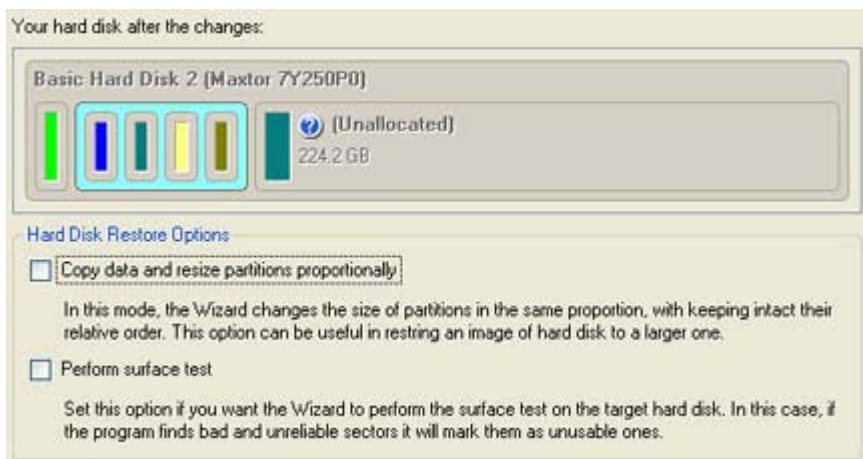 Your hard disk after the changes:
Basic Hard Disk 2 (Maxtor 7Y250P0)
(Unallocated)
224.2 GB
Hard Disk Restore Options
Copy data and resize partitions proportionally
In this mode, the Wizard changes the size of partitions in the same proportion, with keeping intact their
relative order. This option can be useful in restring an image of hard disk to a larger one.
Perform surface test
Set this option if you want the Wizard to perform the surface test on the target hard disk. In this case, if
the program finds bad and unreliable sectors it will mark them as unusable ones.